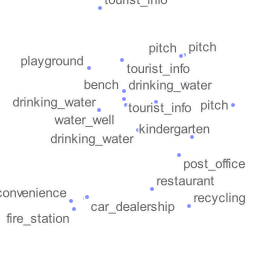 tourist_info
pitch pitch
playground
tourist_info
bench drinking_water
drinking_water tourist_info pitch
water_well
kindergarten
drinking_water
post_office
restaurant
convenience recycling
car_dealership
fire_station